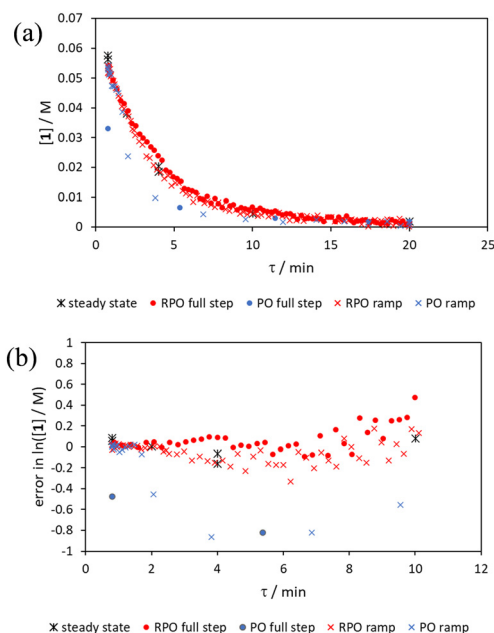 (a)
0.07
0.06
0.05
0.04
0.03
0.02
0.01
0
[1] / M
0 5 10 15 20 25
τ / min
steady state RPO full step PO full step RPO ramp PO ramp
(b)
1
0.8
0.6
0.4
0.2
0
-0.2
-0.4
-0.6
-0.8
-1
error in ln([1] / M)
0 2 4 6 8 10 12
τ / min
steady state RPO full step PO full step RPO ramp PO ramp